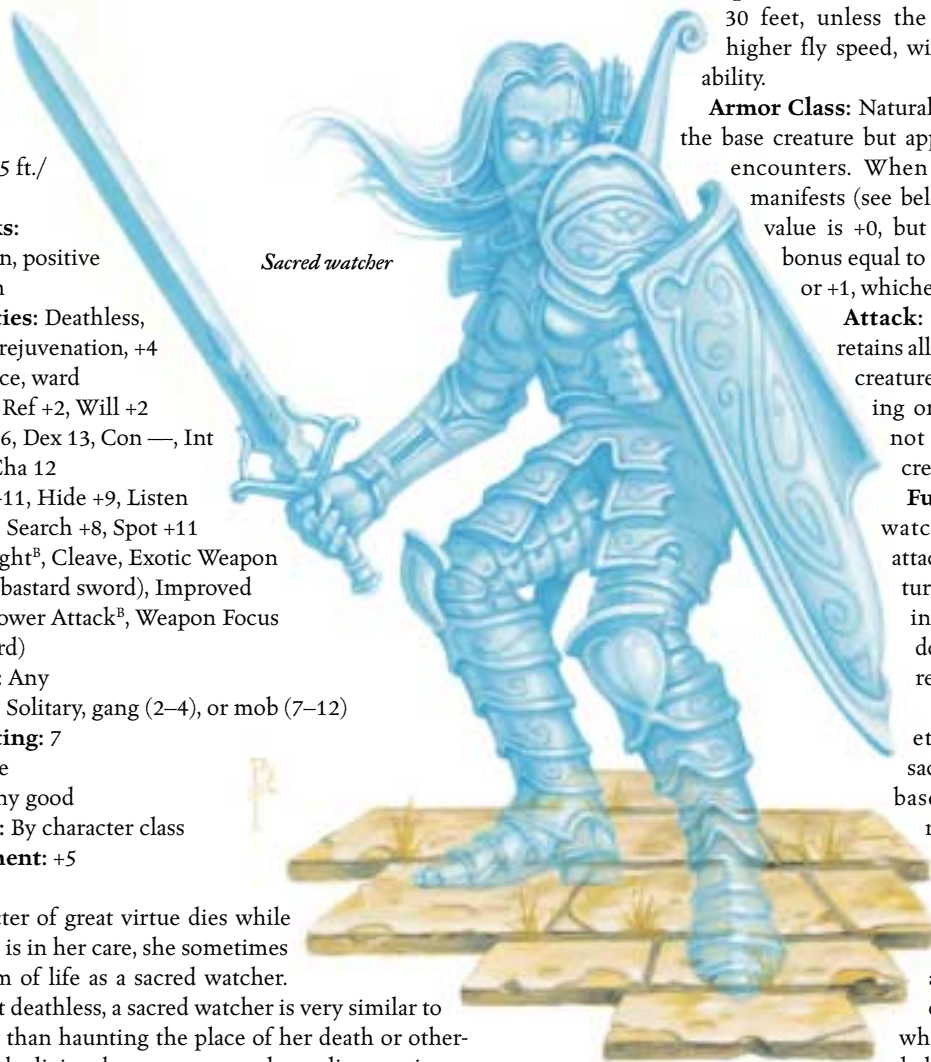 5 ft./
ks:
n, positive
n
ties: Deathless,
rejuvenation, +4
ce, ward
Ref +2, Will +2
6, Dex 13, Con —, Int
Cha 12
11, Hide +9, Listen
Search +8, Spot +11
ghtB, Cleave, Exotic Weapon
bastard sword), Improved
ower AttackB, Weapon Focus
rd)
: Any
Solitary, gang (2–4), or mob (7–12)
ting: 7
e
ny good
: By character class
ment: +5
cter of great virtue dies while
is in her care, she sometimes
m of life as a sacred watcher.
t deathless, a sacred watcher is very similar to
than haunting the place of her death or other-
Sacred watcher
30 feet, unless the
higher fly speed, wi
ability.
Armor Class: Natural
the base creature but app
encounters. When
manifests (see bel
value is +0, but
bonus equal to
or +1, whiche
Attack:
retains all
creature
ing or
not
cre
Fu
watc
attac
tur
in
de
re
et
sac
base
wh